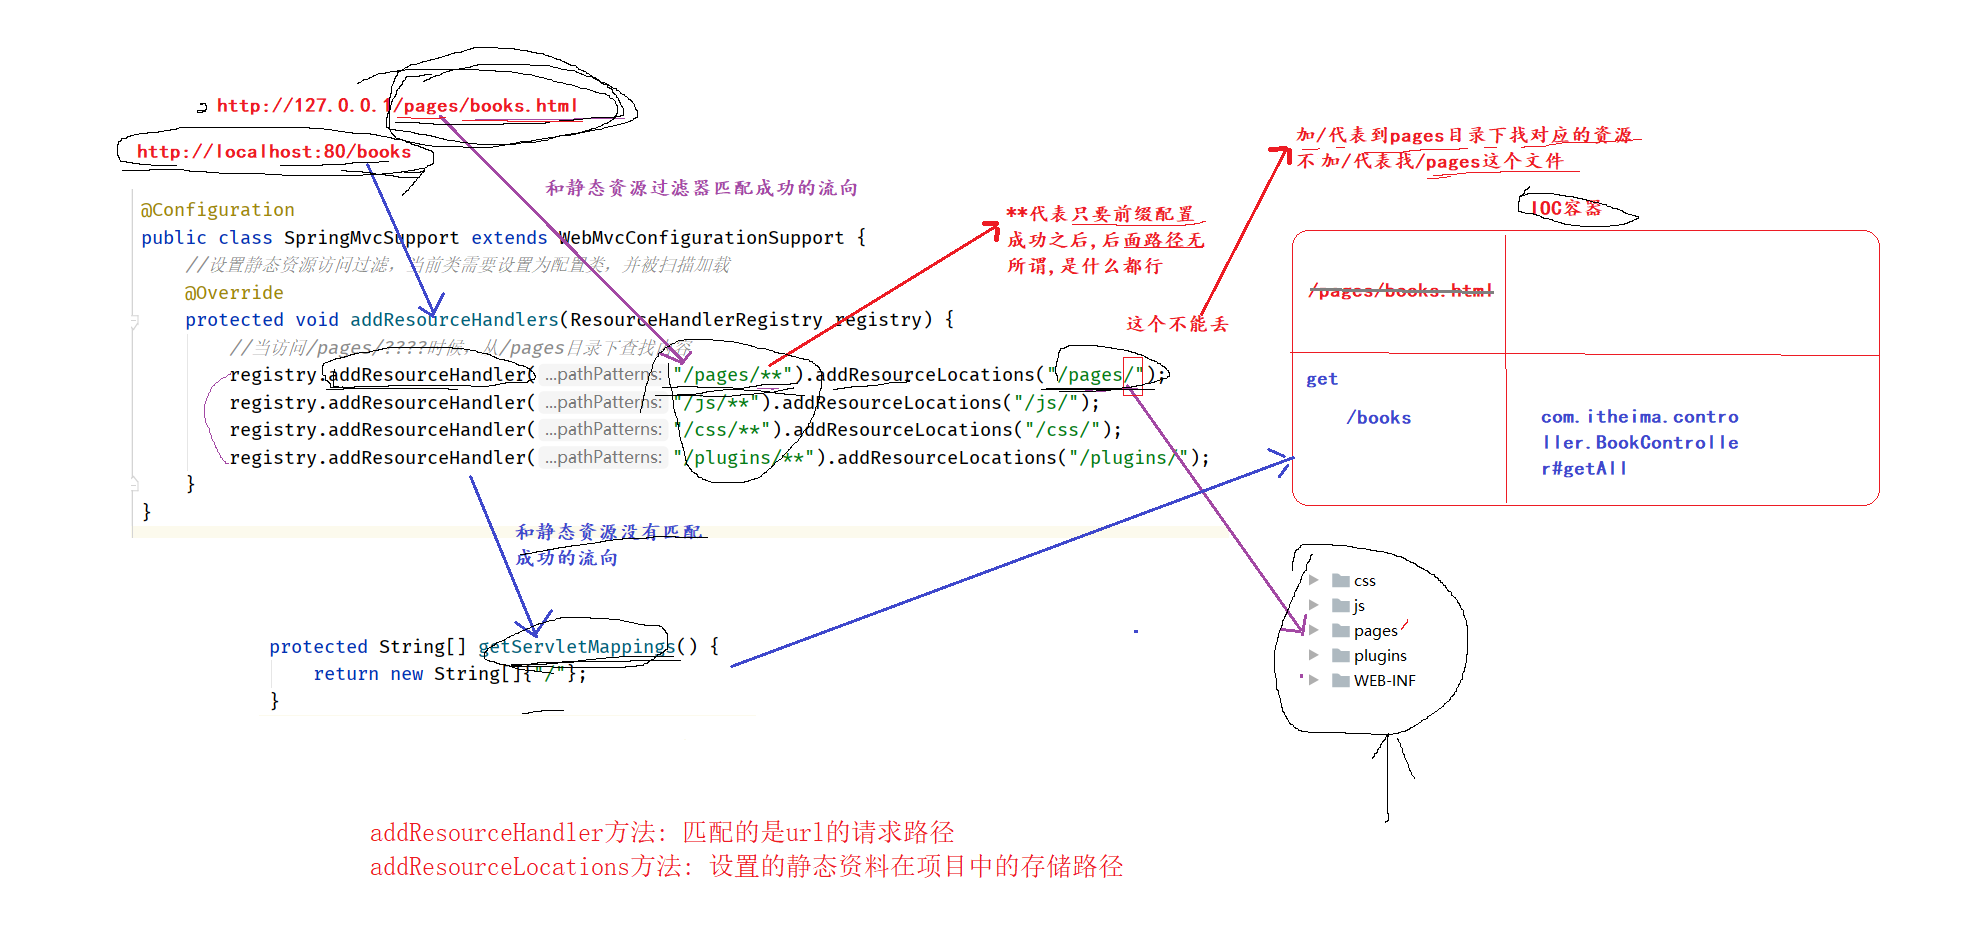 http://127.0.0.1/pages/books.html
http://localhost:80/books
和静态资源过滤器匹配成功的流向
加/代表到pages目录下找对应的资源
不加/代表找/pages这个文件
IOC容器
**代表只要前缀配置
成功之后,后面路径无
所谓,是什么都行
这个不能丢
@Configuration
public class SpringMvcSupport extends WebMvcConfigurationSupport {
//设置静态资源访问过滤,当前类需要设置为配置类,并被扫描加载
@Override
protected void addResourceHandlers(ResourceHandlerRegistry registry) {
//当访问/pages/????时候,从/pages目录下查找内容
registry.addResourceHandler( ...pathPatterns: "/pages/**").addResourceLocations("/pages/");
registry.addResourceHandler( ...pathPatterns: "/js/**").addResourceLocations("/js/");
registry.addResourceHandler( ...pathPatterns: "/css/**").addResourceLocations("/css/");
registry.addResourceHandler( ...pathPatterns: "/plugins/**").addResourceLocations("/plugins/");
}
}
/pages/books.html
get
/books
com.itheima.contro
ller.BookControlle
r#getAll
和静态资源没有匹配
成功的流向
protected String[] getServletMappings() {
return new String[]{"/"};
}
css
js
pages
plugins
WEB-INF
addResourceHandler方法: 匹配的是url的请求路径
addResourceLocations方法: 设置的静态资料在项目中的存储路径